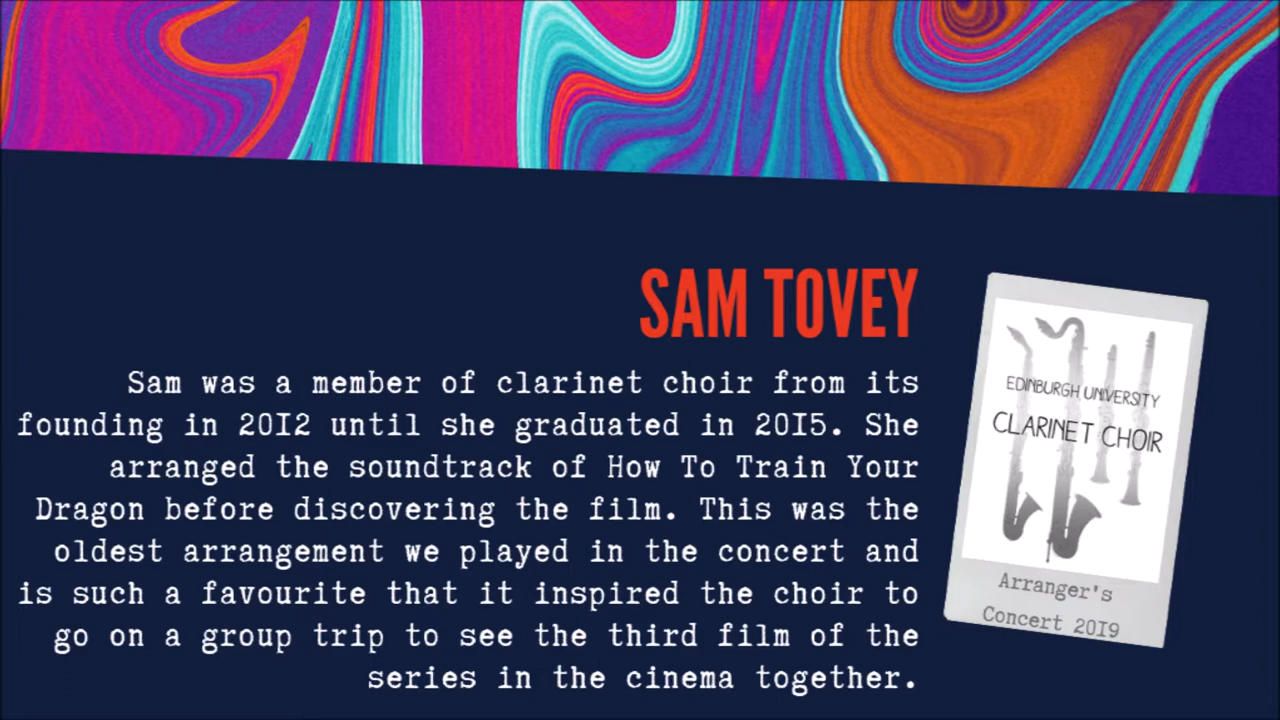 SAM TOVEY
Sam was a member of clarinet choir from its
founding in 2012 until she graduated in 2015. She
arranged the soundtrack of How To Train Your
Dragon before discovering the film. This was the
oldest arrangement we played in the concert and
is such a favourite that it inspired the choir to
go on a group trip to see the third film of the
series in the cinema together.
EDINBURGH UNIVERSITY
CLARINET CHOIR
Arranger's
Concert 2019